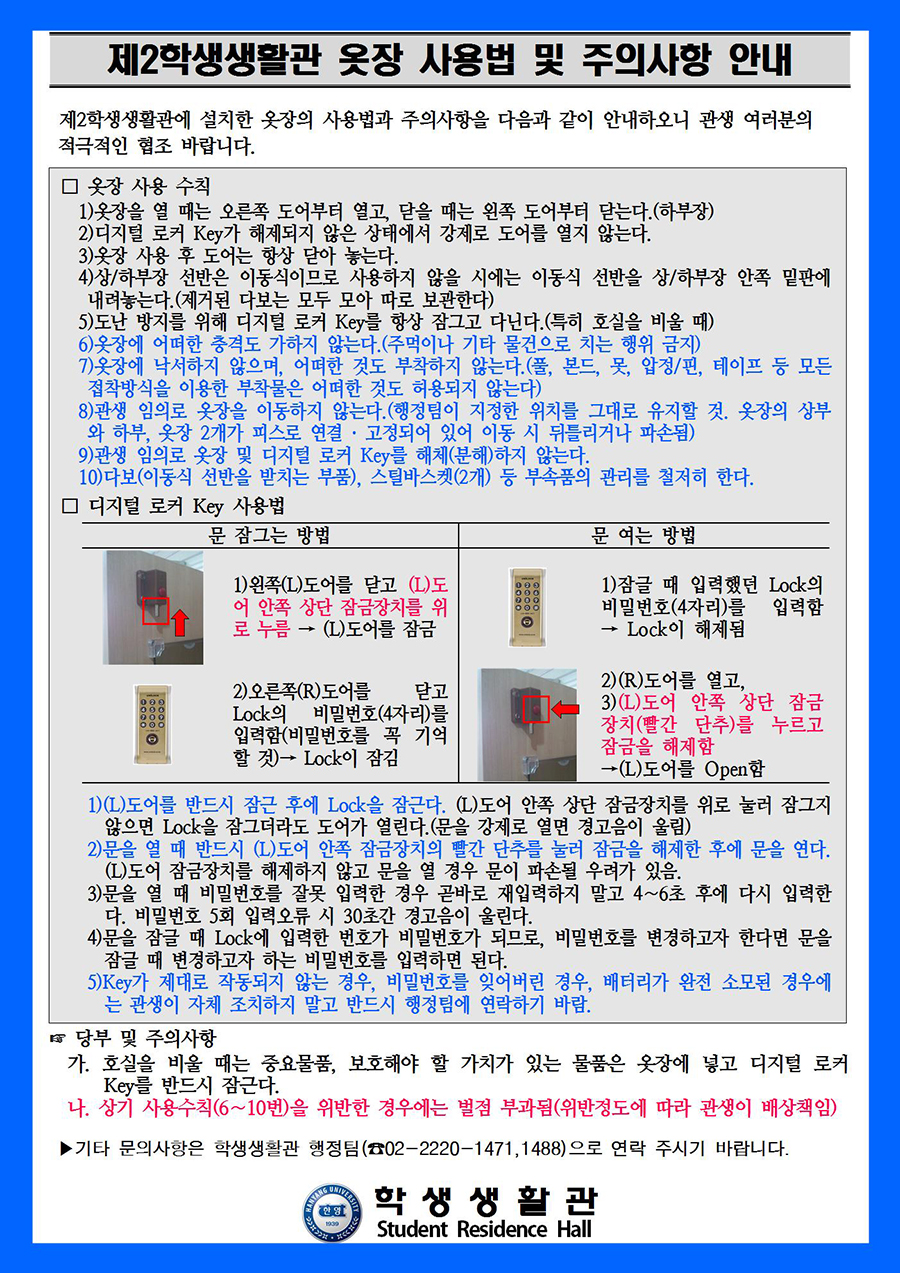 제2학생생활관 옷장 사용법 및 주의사항 안내
제2학생생활관에 설치한 옷장의 사용법과 주의사항을 다음과 같이 안내하오니 관생 여러분의
적극적인 협조 바랍니다.
□ 옷장 사용 수칙
1)옷장을 열 때는 오른쪽 도어부터 열고, 닫을 때는 왼쪽 도어부터 닫는다.(하부장)
2)디지털 로커 Key가 해제되지 않은 상태에서 강제로 도어를 열지 않는다.
3)옷장 사용 후 도어는 항상 닫아 놓는다.
4)상/하부장 선반은 이동식이므로 사용하지 않을 시에는 이동식 선반을 상/하부장 안쪽 밑판에
내려놓는다.(제거된 다보는 모두 모아 따로 보관한다)
5)도난 방지를 위해 디지털 로커 Key를 항상 잠그고 다닌다.(특히 호실을 비울 때)
6)옷장에 어떠한 충격도 가하지 않는다.(주먹이나 기타 물건으로 치는 행위 금지)
7)옷장에 낙서하지 않으며, 어떠한 것도 부착하지 않는다.(풀, 본드, 못, 압정/핀, 테이프 등 모든
접착방식을 이용한 부착물은 어떠한 것도 허용되지 않는다)
8)관생 임의로 옷장을 이동하지 않는다.(행정팀이 지정한 위치를 그대로 유지할 것. 옷장의 상부
와 하부, 옷장 2개가 피스로 연결·고정되어 있어 이동 시 뒤틀리거나 파손됨)
9)관생 임의로 옷장 및 디지털 로커 Key를 해체(분해)하지 않는다.
10)다보(이동식 선반을 받치는 부품), 스틸바스켓(2개) 등 부속품의 관리를 철저히 한다.
□ 디지털 로커 Key 사용법
문 잠그는 방법
1)왼쪽(L)도어를 닫고 (L)도
어 안쪽 상단 잠금장치를 위
로 누름 → (L)도어를 잠금
2)오른쪽(R)도어를 닫고
Lock의 비밀번호(4자리)를
입력함(비밀번호를 꼭 기억
할 것)→ Lock이 잠김
문 여는 방법
1)잠글 때 입력했던 Lock의
비밀번호(4자리)를 입력함
→ Lock이 해제됨
2)(R)도어를 열고,
3)(L)도어 안쪽 상단 잠금
장치(빨간 단추)를 누르고
잠금을 해제함
→(L)도어를 Open함
1)(L)도어를 반드시 잠근 후에 Lock을 잠근다. (L)도어 안쪽 상단 잠금장치를 위로 눌러 잠그지
않으면 Lock을 잠그더라도 도어가 열린다.(문을 강제로 열면 경고음이 울림)
2)문을 열 때 반드시 (L)도어 안쪽 잠금장치의 빨간 단추를 눌러 잠금을 해제한 후에 문을 연다.
(L)도어 잠금장치를 해제하지 않고 문을 열 경우 문이 파손될 우려가 있음.
3)문을 열 때 비밀번호를 잘못 입력한 경우 곧바로 재입력하지 말고 4~6초 후에 다시 입력한
다. 비밀번호 5회 입력오류 시 30초간 경고음이 울린다.
4)문을 잠글 때 Lock에 입력한 번호가 비밀번호가 되므로, 비밀번호를 변경하고자 한다면 문을
잠글 때 변경하고자 하는 비밀번호를 입력하면 된다.
5)Key가 제대로 작동되지 않는 경우, 비밀번호를 잊어버린 경우, 배터리가 완전 소모된 경우에
는 관생이 자체 조치하지 말고 반드시 행정팀에 연락하기 바람.
☞ 당부 및 주의사항
가. 호실을 비울 때는 중요물품, 보호해야 할 가치가 있는 물품은 옷장에 넣고 디지털 로커
Key를 반드시 잠근다.
나. 상기 사용수칙(6~10번)을 위반한 경우에는 벌점 부과됨(위반정도에 따라 관생이 배상책임)
▶기타 문의사항은 학생생활관 행정팀(☎02-2220-1471,1488)으로 연락 주시기 바랍니다.
HANYANG UNIVERSITY
한양
1939
학생생활관
Student Residence Hall